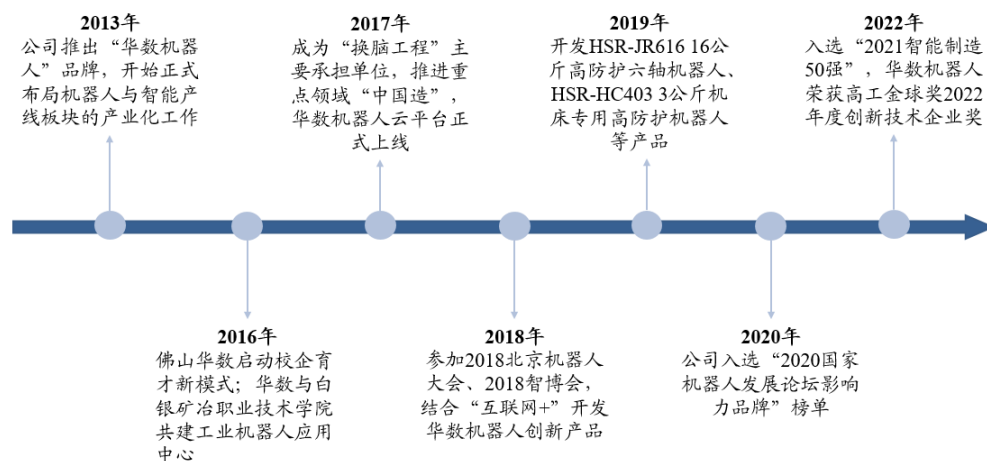 2013年
公司推出“华数机器
人”品牌，开始正式
布局机器人与智能产
线板块的产业化工作
2017年
成为“换脑工程”主
要承担单位，推进重
点领域“中国造”，
华数机器人云平台正
式上线
2019年
开发HSR-JR616 16公
斤高防护六轴机器人、
HSR-HC403 3公斤机
床专用高防护机器人
等产品
2022年
入选“2021智能制造
50强”，华数机器人
荣获高工金球奖2022
年度创新技术企业奖
2016年
佛山华数启动校企育
才新模式；华数与白
银矿冶职业技术学院
共建工业机器人应用
中心
2018年
参加2018北京机器人
大会、2018智博会，
结合“互联网+”开发
华数机器人创新产品
2020年
公司入选“2020国家
机器人发展论坛影响
力品牌”榜单